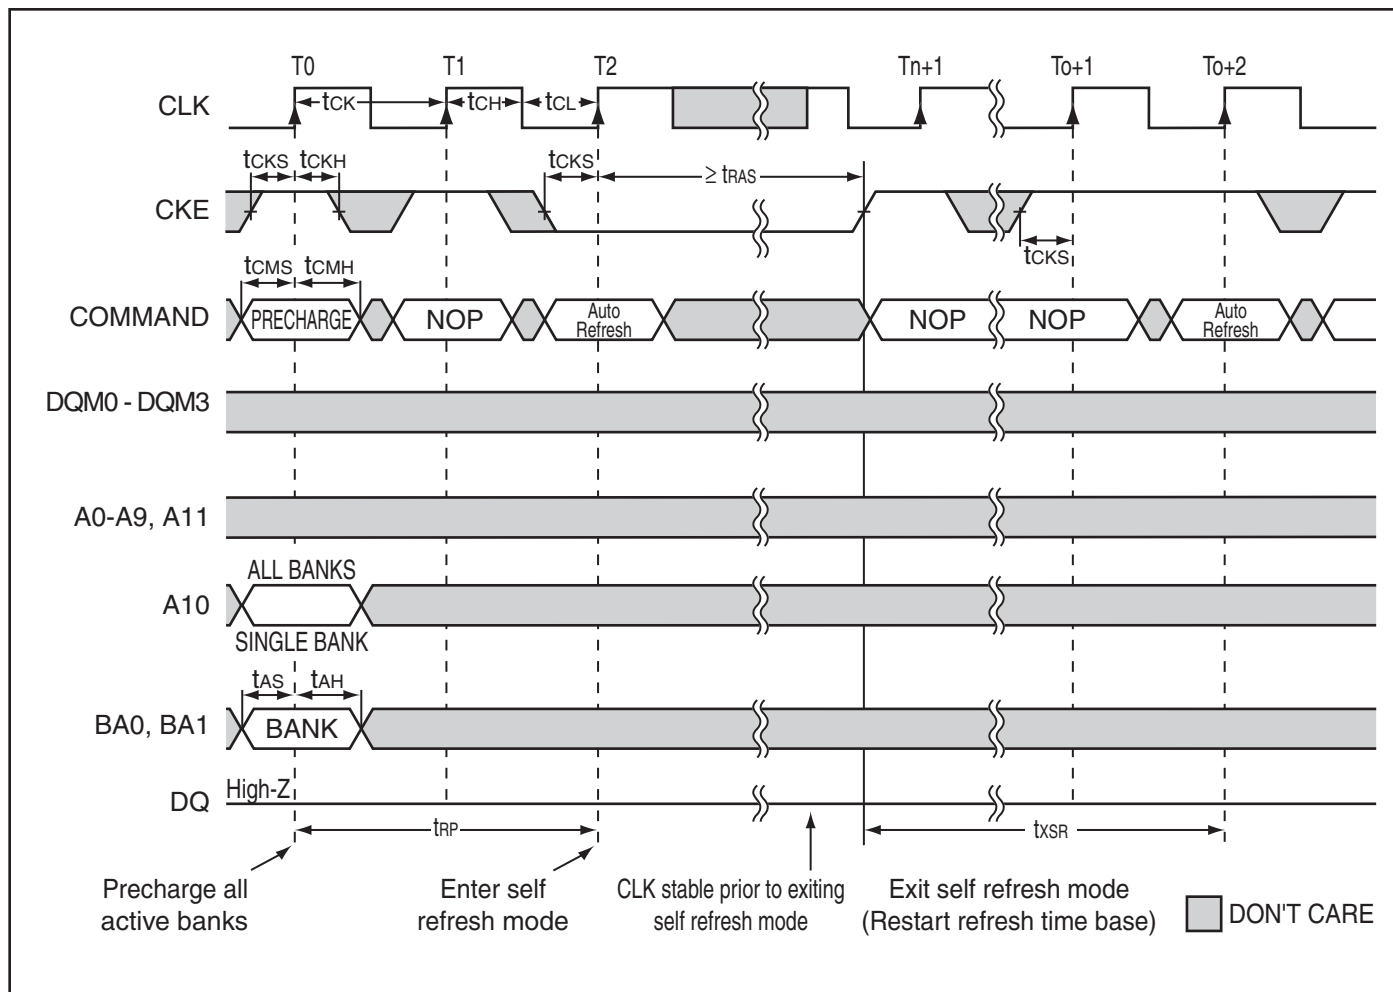 T0 T1 T2 Tn+1 To+1 To+2
CLK tCK tCH tCL
tCKS tCKH tCKS ≥ tRAS
CKE
tCKS
tCMS tCMH
COMMAND PRECHARGE NOP Auto Refresh NOP NOP Auto Refresh
DQM0 - DQM3
A0-A9, A11
ALL BANKS
A10
SINGLE BANK
tAS tAH
BA0, BA1 BANK
DQ High-Z
tRP tXSR
Precharge all
active banks
Enter self
refresh mode
CLK stable prior to exiting
self refresh mode
Exit self refresh mode
(Restart refresh time base)
DON'T CARE